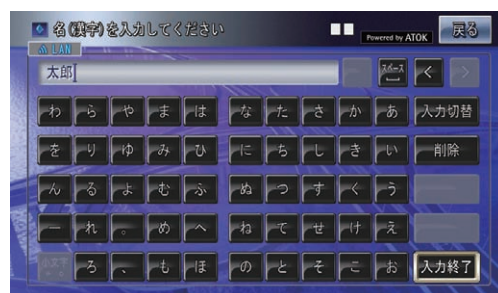 名(漢字)を入力してください Powered by ATOK 戻る
LAN
太郎 スペース < >
わ ら や ま は な た さ か あ 入力切替
を り ゆ み ひ に ち し き い 削除
ん る よ む ふ ぬ つ す く う
ー れ 。 め へ ね て せ け え
小文字 ろ 、 も ほ の と そ こ お 入力終了